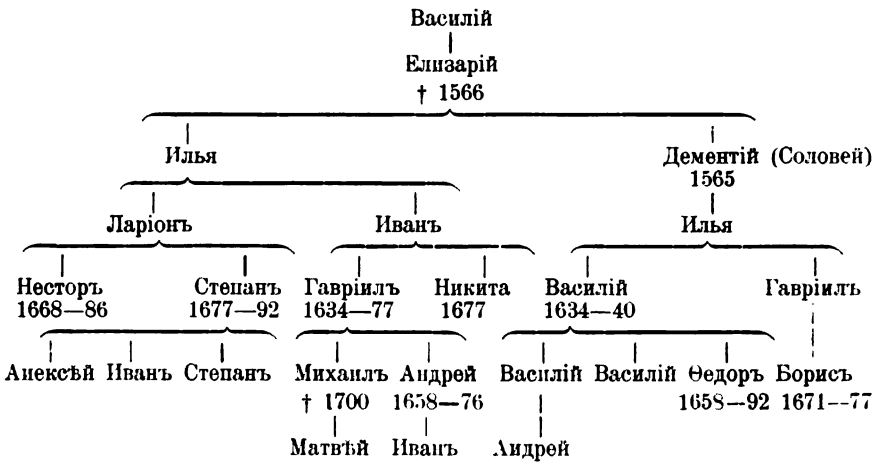 Василій
Елизарій
† 1566
Илья Дементій (Соловей)
1565
Ларіонъ Иванъ Илья
Несторъ Степанъ Гавріилъ Никита Василій Гавріилъ
1668—86 1677—92 1634—77 1677 1634—40
Алексѣй Иванъ Степанъ Михаилъ Андрей Василій Василій Ѳедоръ Борисъ
† 1700 1658—76 1658—92 1671—77
Матвѣй Иванъ Андрей